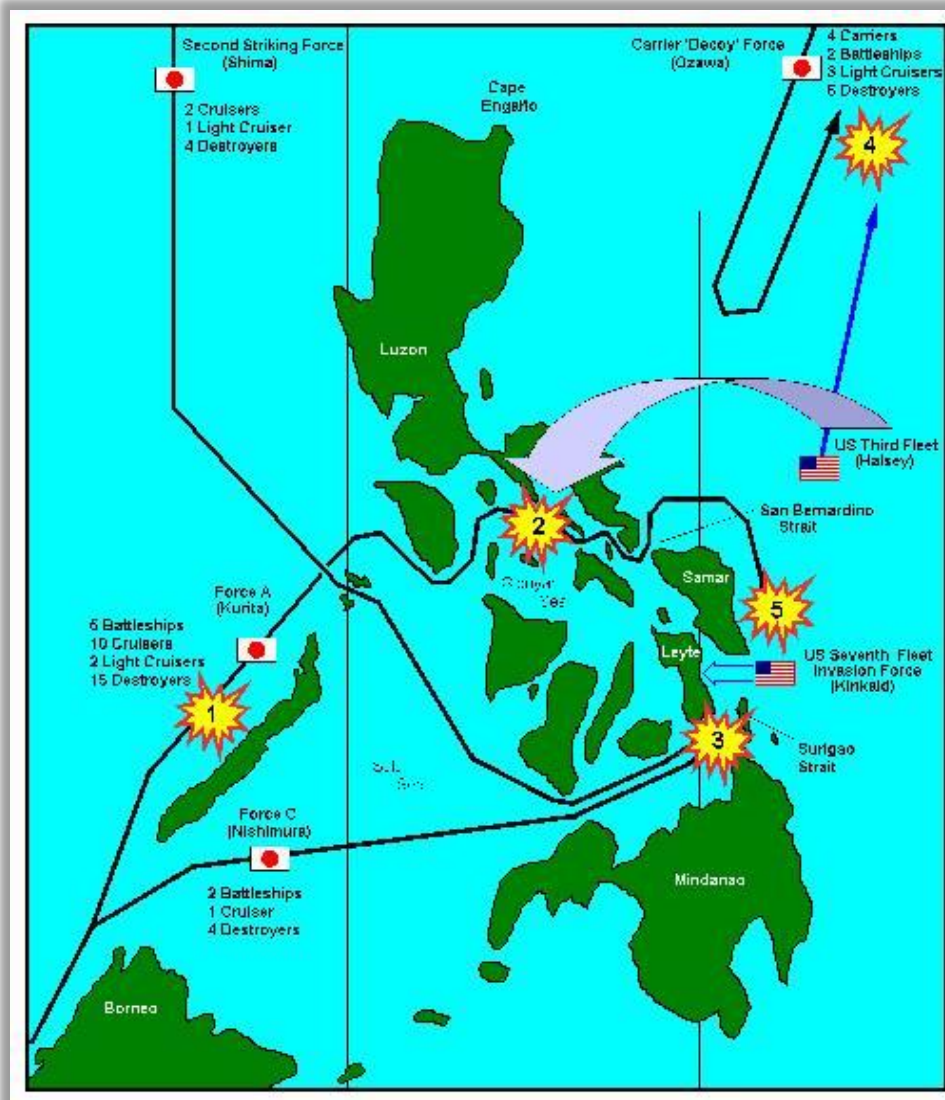 Second Striking Force
(Shima)
2 Cruisers
1 Light Cruiser
4 Destroyers
Carrier 'Decoy' Force
(Ozawa)
4 Carriers
2 Battleships
3 Light Cruisers
Destroyers
4
Cape
Engaño
Luzon
US Third Fleet
(Halsey)
2
San Bernardino
Strait
Sea
Samar
5
Force A
(Kurita)
Battleships
10 Cruisers
2 Light Cruisers
15 Destroyers
1
Leyte
US Seventh Fleet
Invasion Force
(Kinkaid)
3
Surigao
Strait
Sulu
Sea
Force C
(Nishimura)
2 Battleships
1 Cruiser
4 Destroyers
Mindanao
Borneo